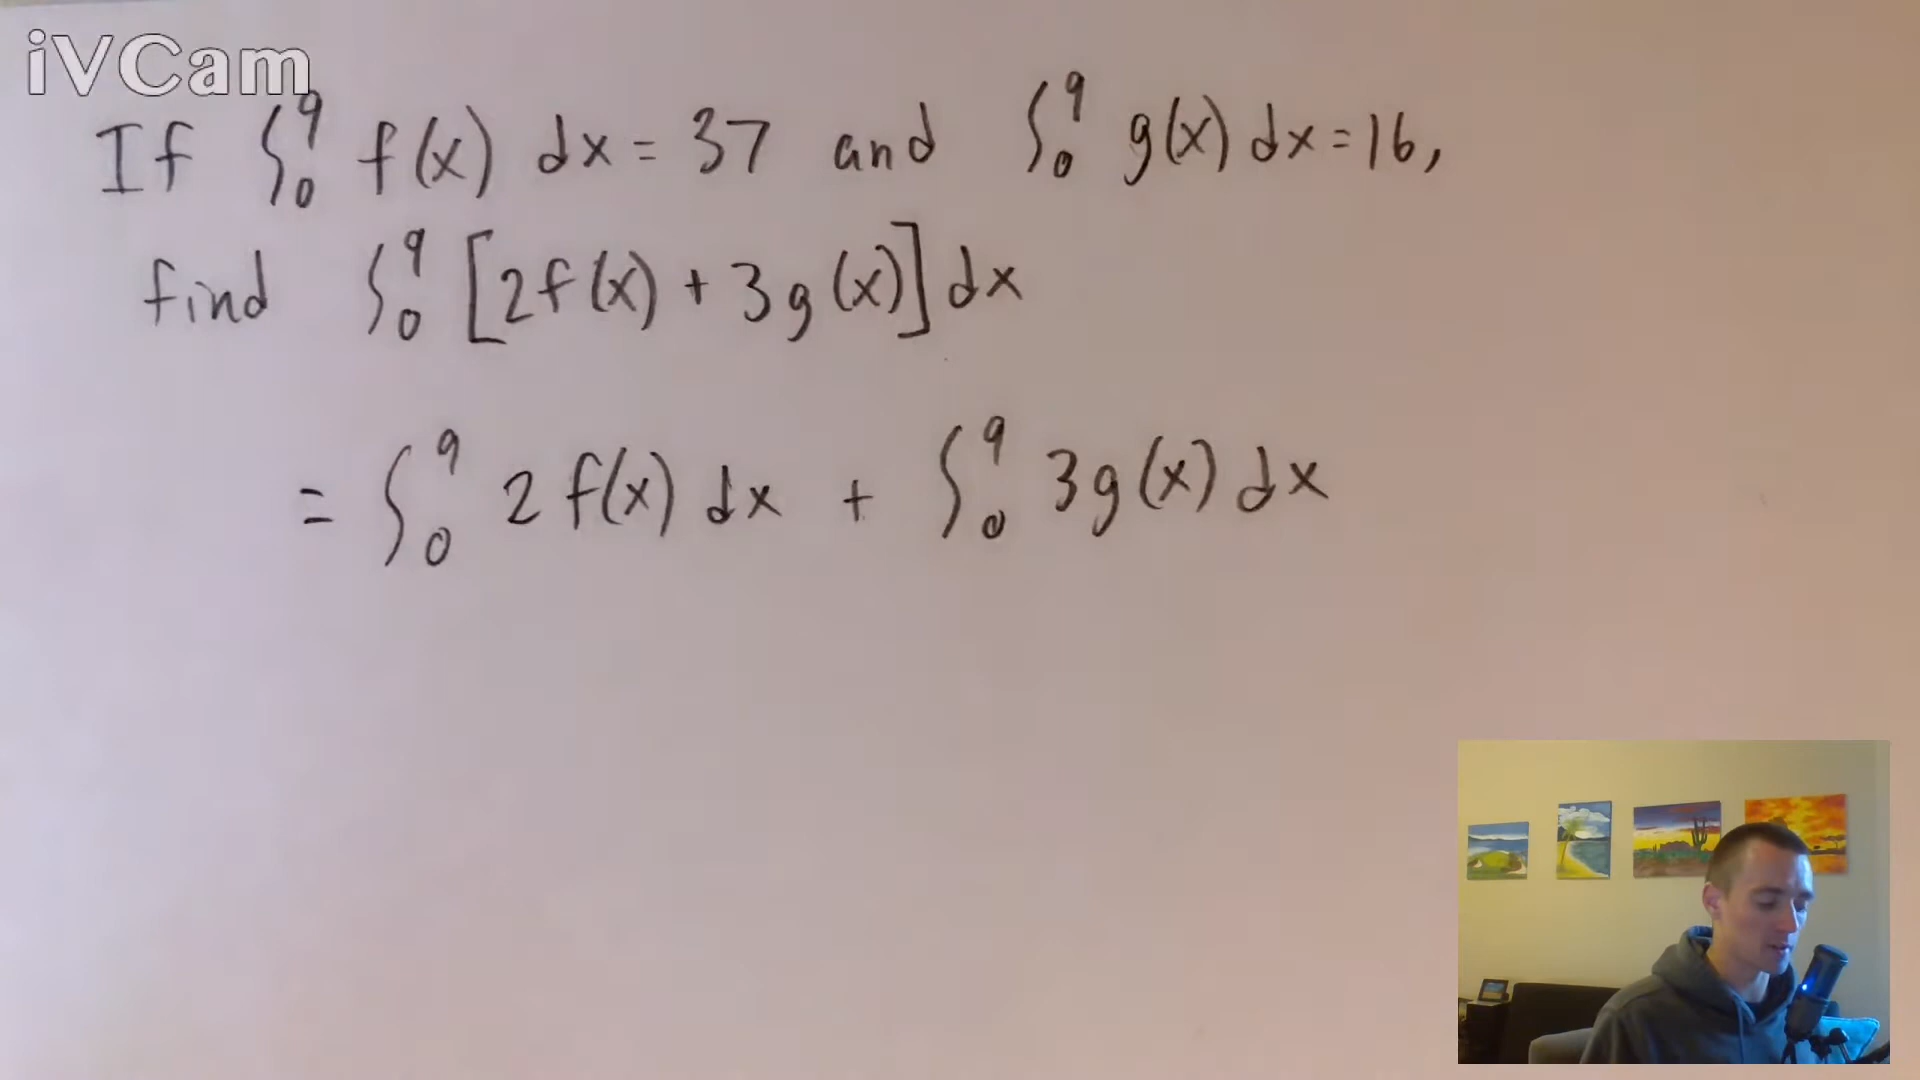 iVCam
If ∫₀⁹ f(x) dx = 37 and ∫₀⁹ g(x) dx = 16,
find ∫₀⁹ [2f(x) + 3g(x)] dx
= ∫₀⁹ 2f(x) dx + ∫₀⁹ 3g(x) dx